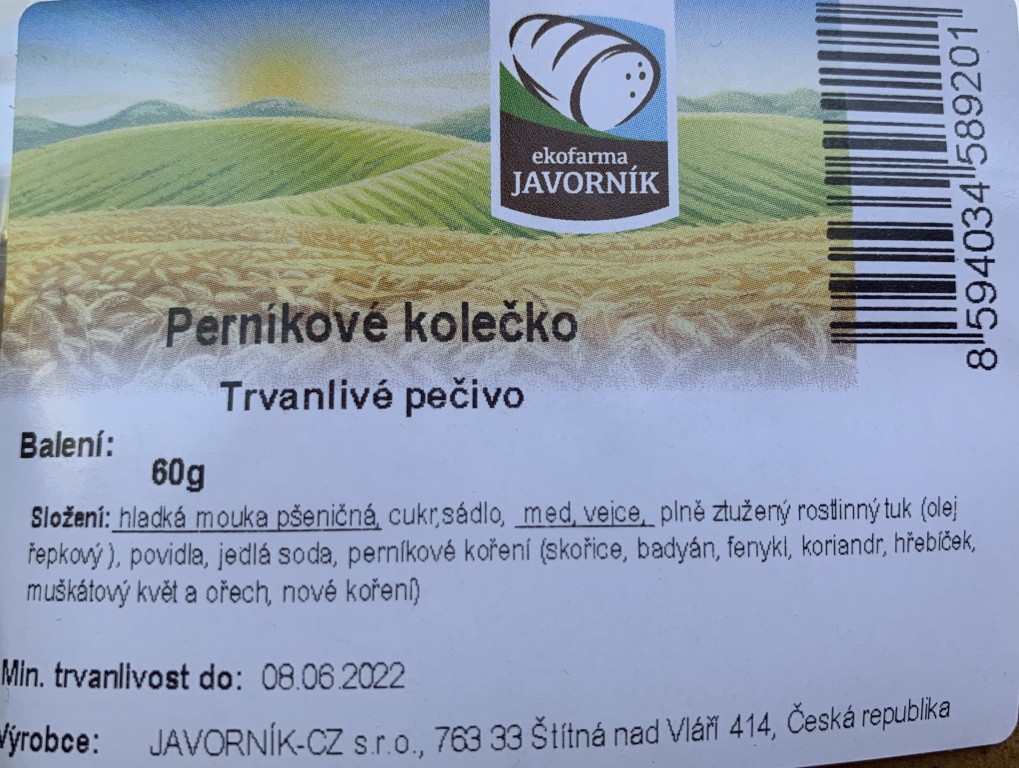 ekofarma
JAVORNÍK
8 594034 589201
Perníkové kolečko
Trvanlivé pečivo
Balení:
60g
Složení: hladká mouka pšeničná, cukr,sádlo, med, vejce, plně ztužený rostlinný tuk (olej
řepkový ), povidla, jedlá soda, perníkové koření (skořice, badyán, fenykl, koriandr, hřebíček,
muškátový květ a ořech, nové koření)
Min. trvanlivost do: 08.06.2022
Výrobce: JAVORNÍK-CZ s.r.o., 763 33 Štítná nad Vláří 414, Česká republika